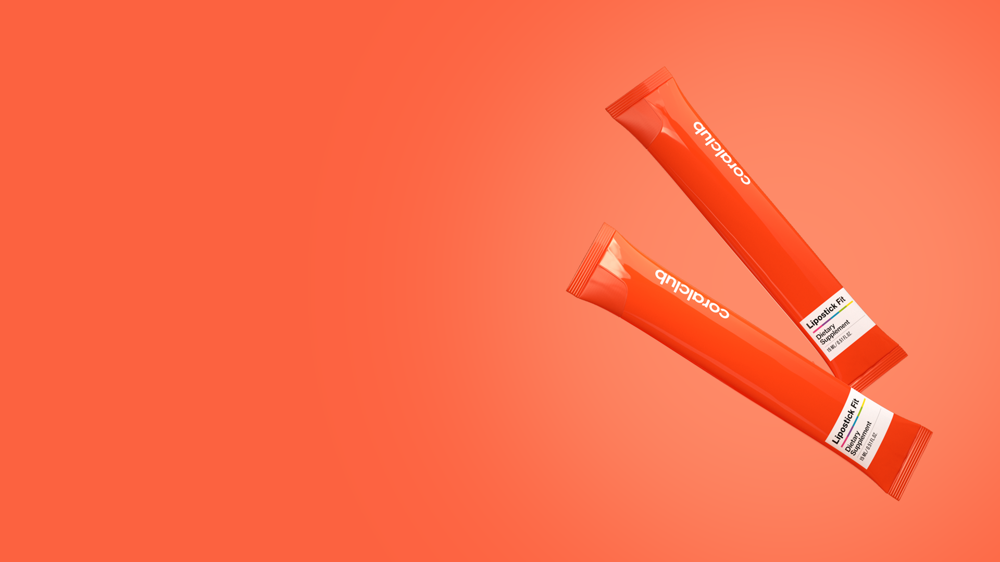 coralclub
Lipostick Fit
Dietary
Supplement
15 ML/0.51 FL.OZ.
coralclub
Lipostick Fit
Dietary
Supplement
15 ML/0.51 FL.OZ.